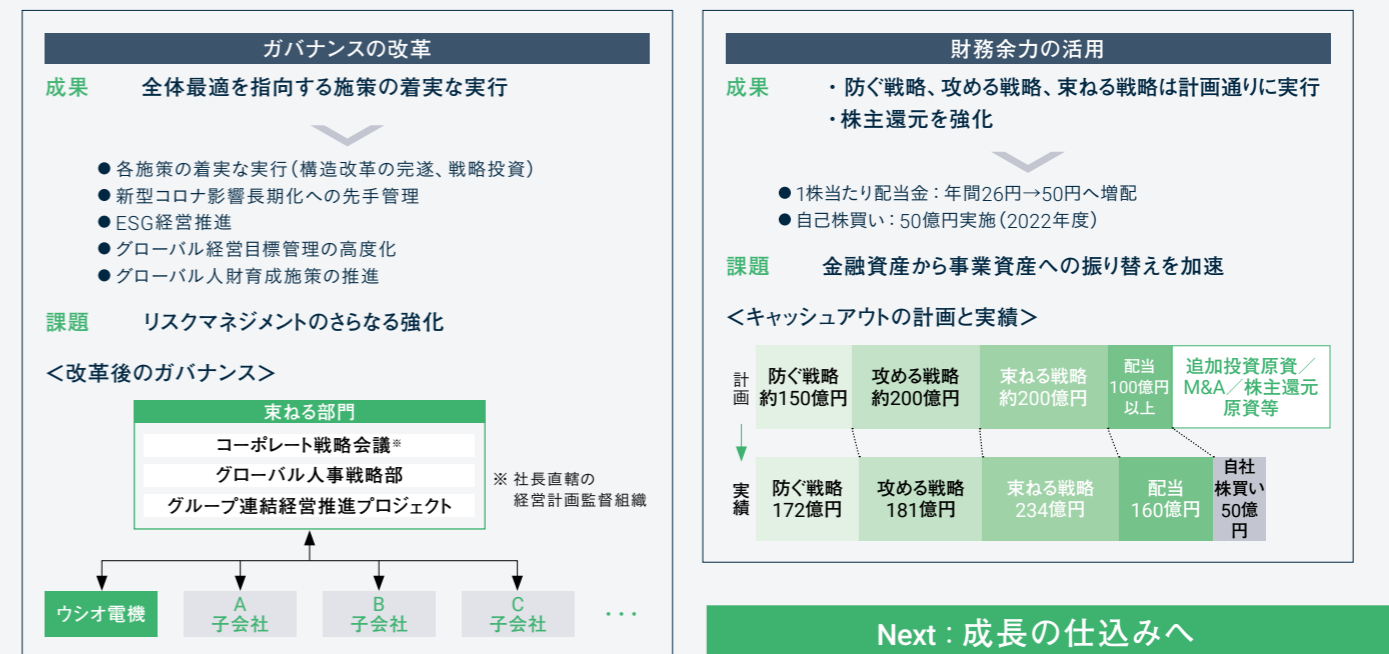 ガバナンスの改革
成果 全体最適を指向する施策の着実な実行
●各施策の着実な実行（構造改革の完遂、戦略投資）
●新型コロナ影響長期化への先手管理
●ESG経営推進
●グローバル経営目標管理の高度化
●グローバル人財育成施策の推進
課題 リスクマネジメントのさらなる強化
＜改革後のガバナンス＞
束ねる部門
コーポレート戦略会議※
グローバル人事戦略部
グループ連結経営推進プロジェクト
※ 社長直轄の
経営計画監督組織
ウシオ電機
A
子会社
B
子会社
C
子会社
・・・
財務余力の活用
成果 ・防ぐ戦略、攻める戦略、束ねる戦略は計画通りに実行
・株主還元を強化
●1株当たり配当金：年間26円→50円へ増配
●自己株買い：50億円実施（2022年度）
課題 金融資産から事業資産への振り替えを加速
＜キャッシュアウトの計画と実績＞
計画
防ぐ戦略
約150億円
攻める戦略
約200億円
束ねる戦略
約200億円
配当
100億円
以上
追加投資原資／
M&A／株主還元
原資等
実績
防ぐ戦略
172億円
攻める戦略
181億円
束ねる戦略
234億円
配当
160億円
自社
株買い
50億
円
Next：成長の仕込みへ